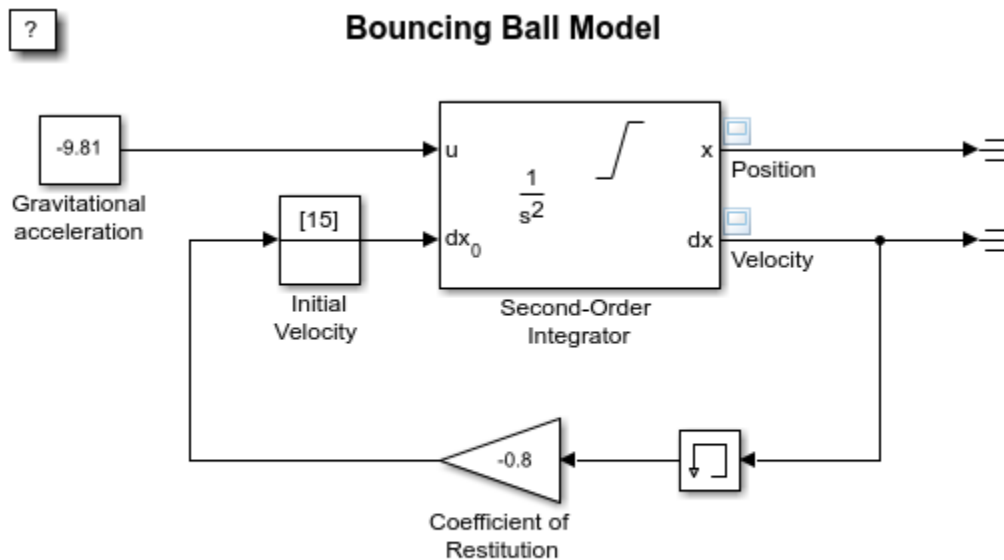 ?
Bouncing Ball Model
-9.81
Gravitational
acceleration
[15]
Initial
Velocity
u
dx0
1
s2
x
dx
Second-Order
Integrator
Position
Velocity
-0.8
Coefficient of
Restitution